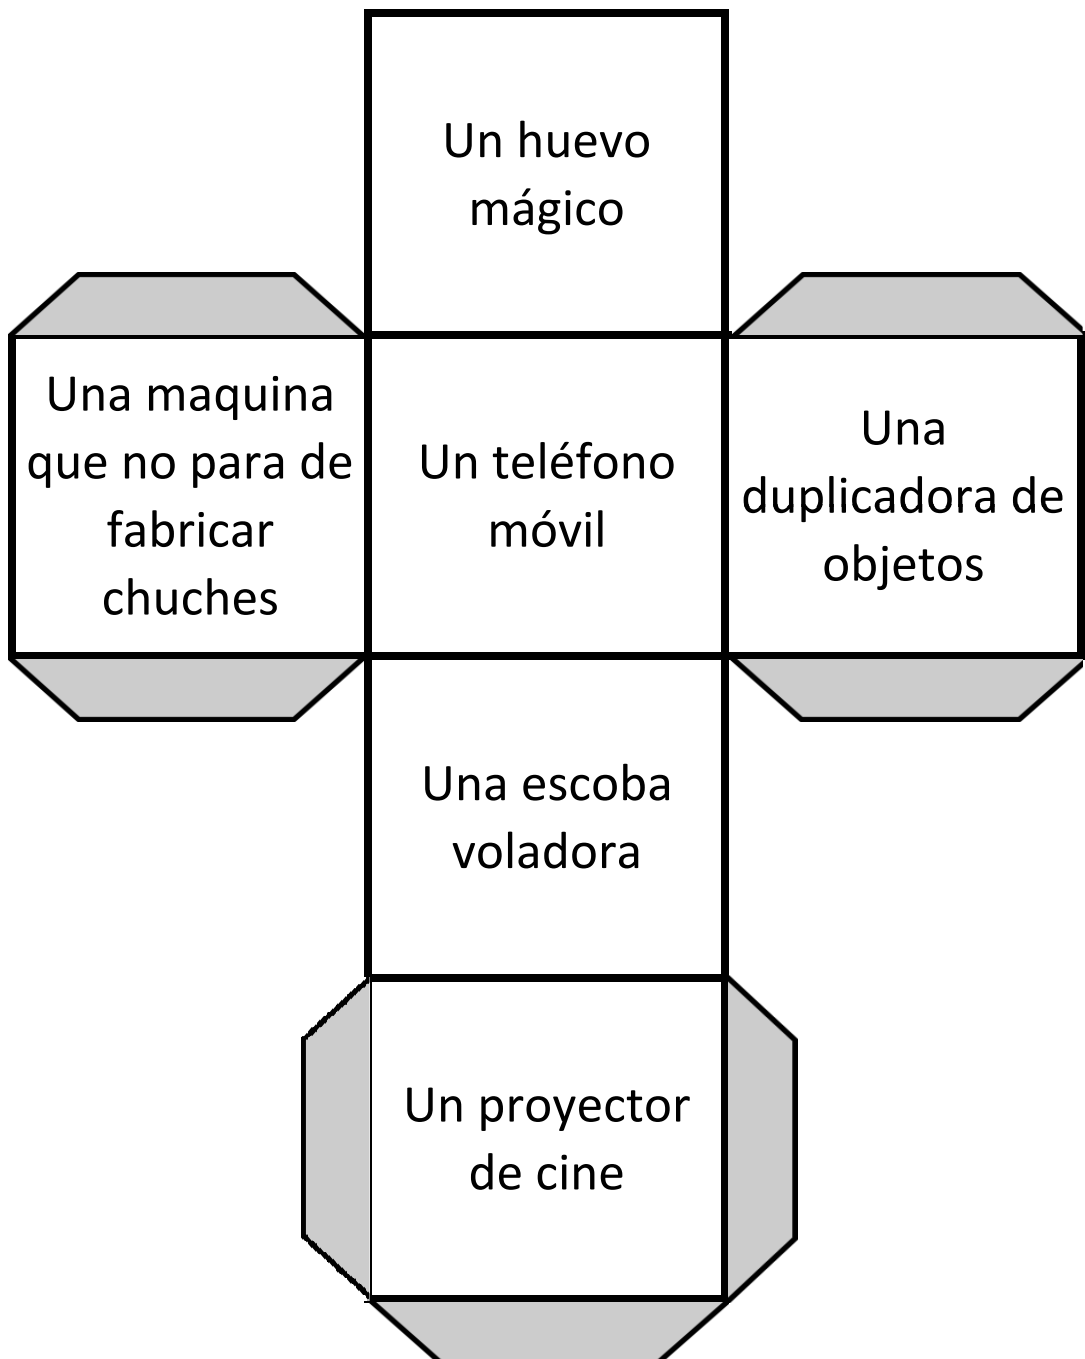 Un huevo
mágico
Una maquina
que no para de
fabricar
chuches
Un teléfono
móvil
Una
duplicadora de
objetos
Una escoba
voladora
Un proyector
de cine